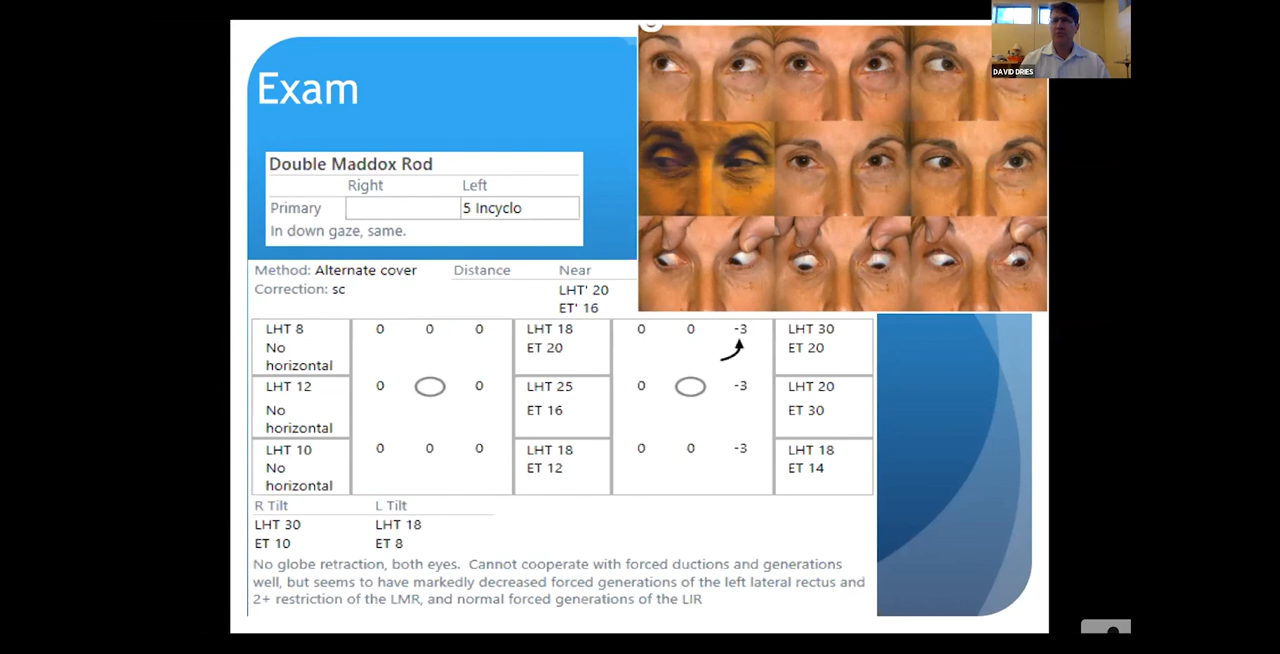 DAVID DRIES
Exam
Double Maddox Rod
Right Left
Primary 5 Incyclo
In down gaze, same.
Method: Alternate cover Distance Near
Correction: sc LHT' 20
ET' 16
LHT 8 0 0 0 LHT 18 0 0 -3 LHT 30
No ET 20 ET 20
horizontal
LHT 12 0 0 LHT 25 0 -3 LHT 20
No ET 16 ET 30
horizontal
LHT 10 0 0 0 LHT 18 0 0 -3 LHT 18
No ET 12 ET 14
horizontal
R Tilt L Tilt
LHT 30 LHT 18
ET 10 ET 8
No globe retraction, both eyes. Cannot cooperate with forced ductions and generations
well, but seems to have markedly decreased forced generations of the left lateral rectus and
2+ restriction of the LMR, and normal forced generations of the LIR